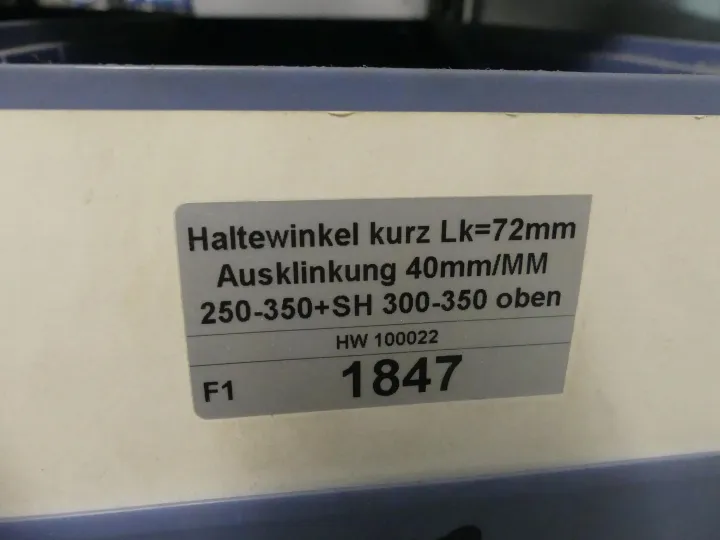 Haltewinkel kurz Lk=72mm
Ausklinkung 40mm/MM
250-350+SH 300-350 oben
HW 100022
F1 1847